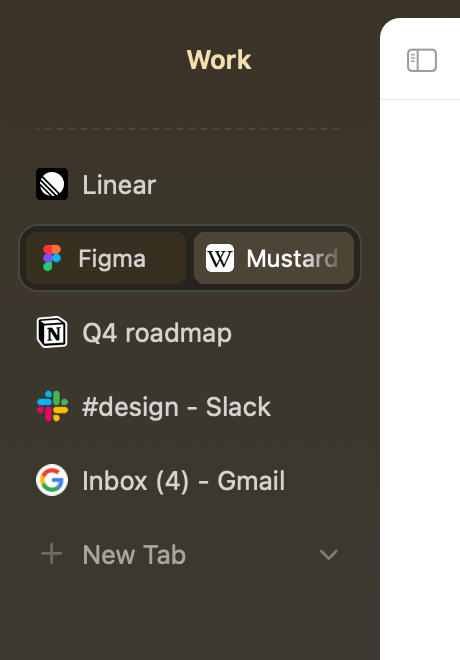 Work
Linear
Figma
Mustard
Q4 roadmap
#design - Slack
Inbox (4) - Gmail
New Tab